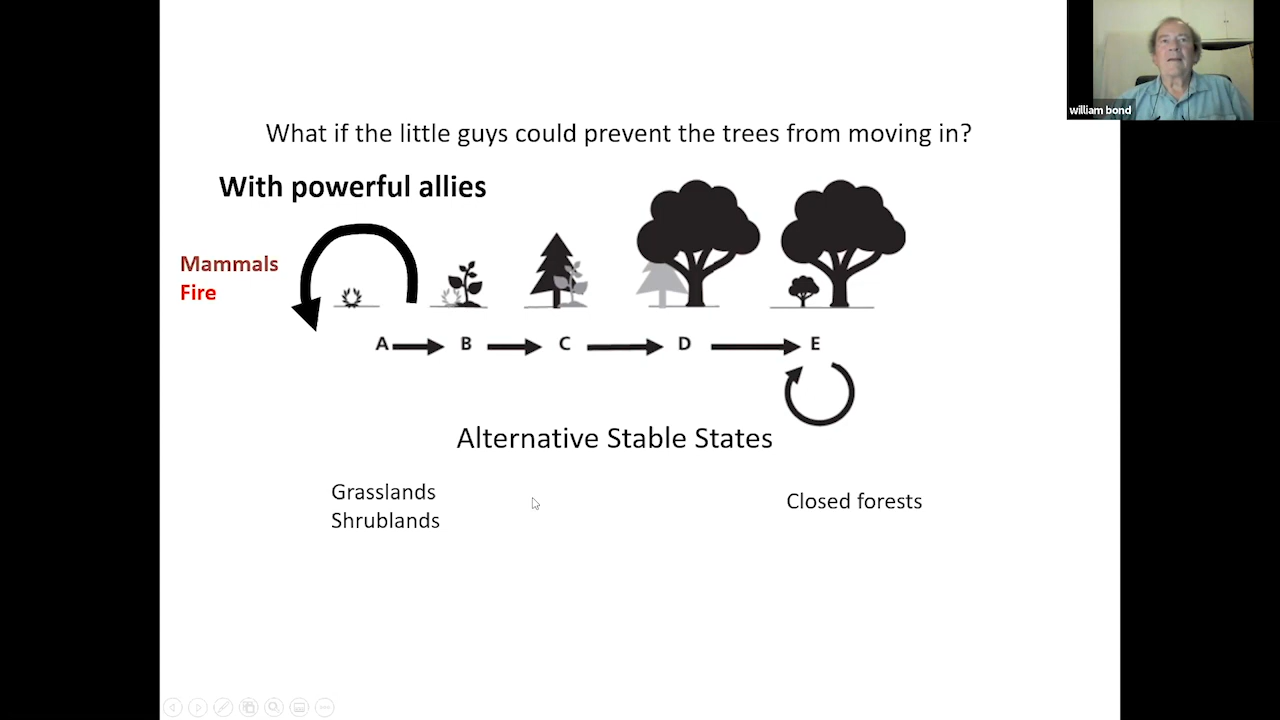 william bond
What if the little guys could prevent the trees from moving in?
With powerful allies
Mammals
Fire
A B C D E
Alternative Stable States
Grasslands
Shrublands
Closed forests